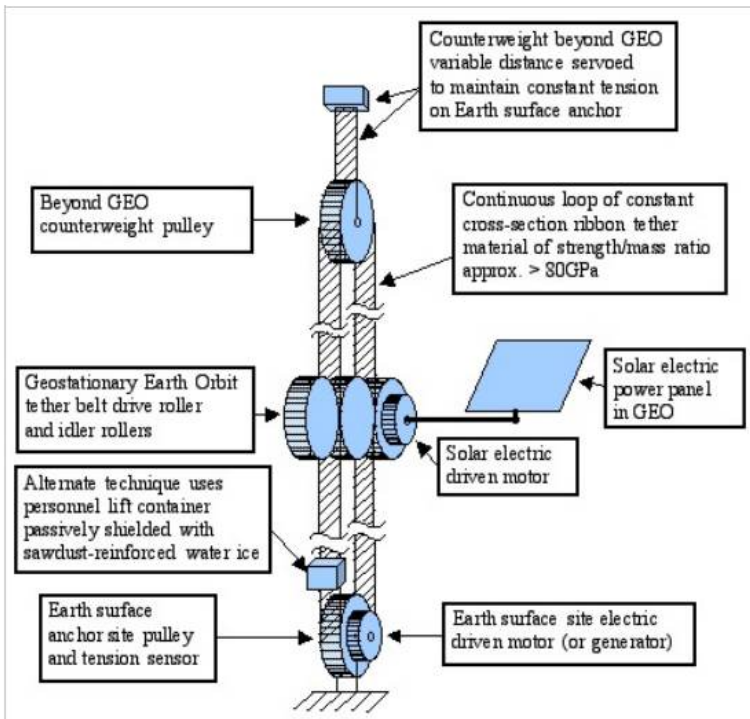 Counterweight beyond GEO
variable distance servoed
to maintain constant tension
on Earth surface anchor
Beyond GEO
counterweight pulley
Continuous loop of constant
cross-section ribbon tether
material of strength/mass ratio
approx. > 80GPa
Geostationary Earth Orbit
tether belt drive roller
and idler rollers
Solar electric
power panel
in GEO
Solar electric
driven motor
Alternate technique uses
personnel lift container
passively shielded with
sawdust-reinforced water ice
Earth surface
anchor site pulley
and tension sensor
Earth surface site electric
driven motor (or generator)